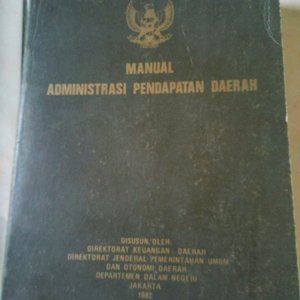 MANUAL
ADMINISTRASI PENDAPATAN DAERAH
DISUSUN OLEH
DIREKTORAT KEUANGAN DAERAH
DIREKTORAT JENDERAL PEMERINTAHAN UMUM
DAN OTONOMI DAERAH
DEPARTEMEN DALAM NEGERI
JAKARTA
1982